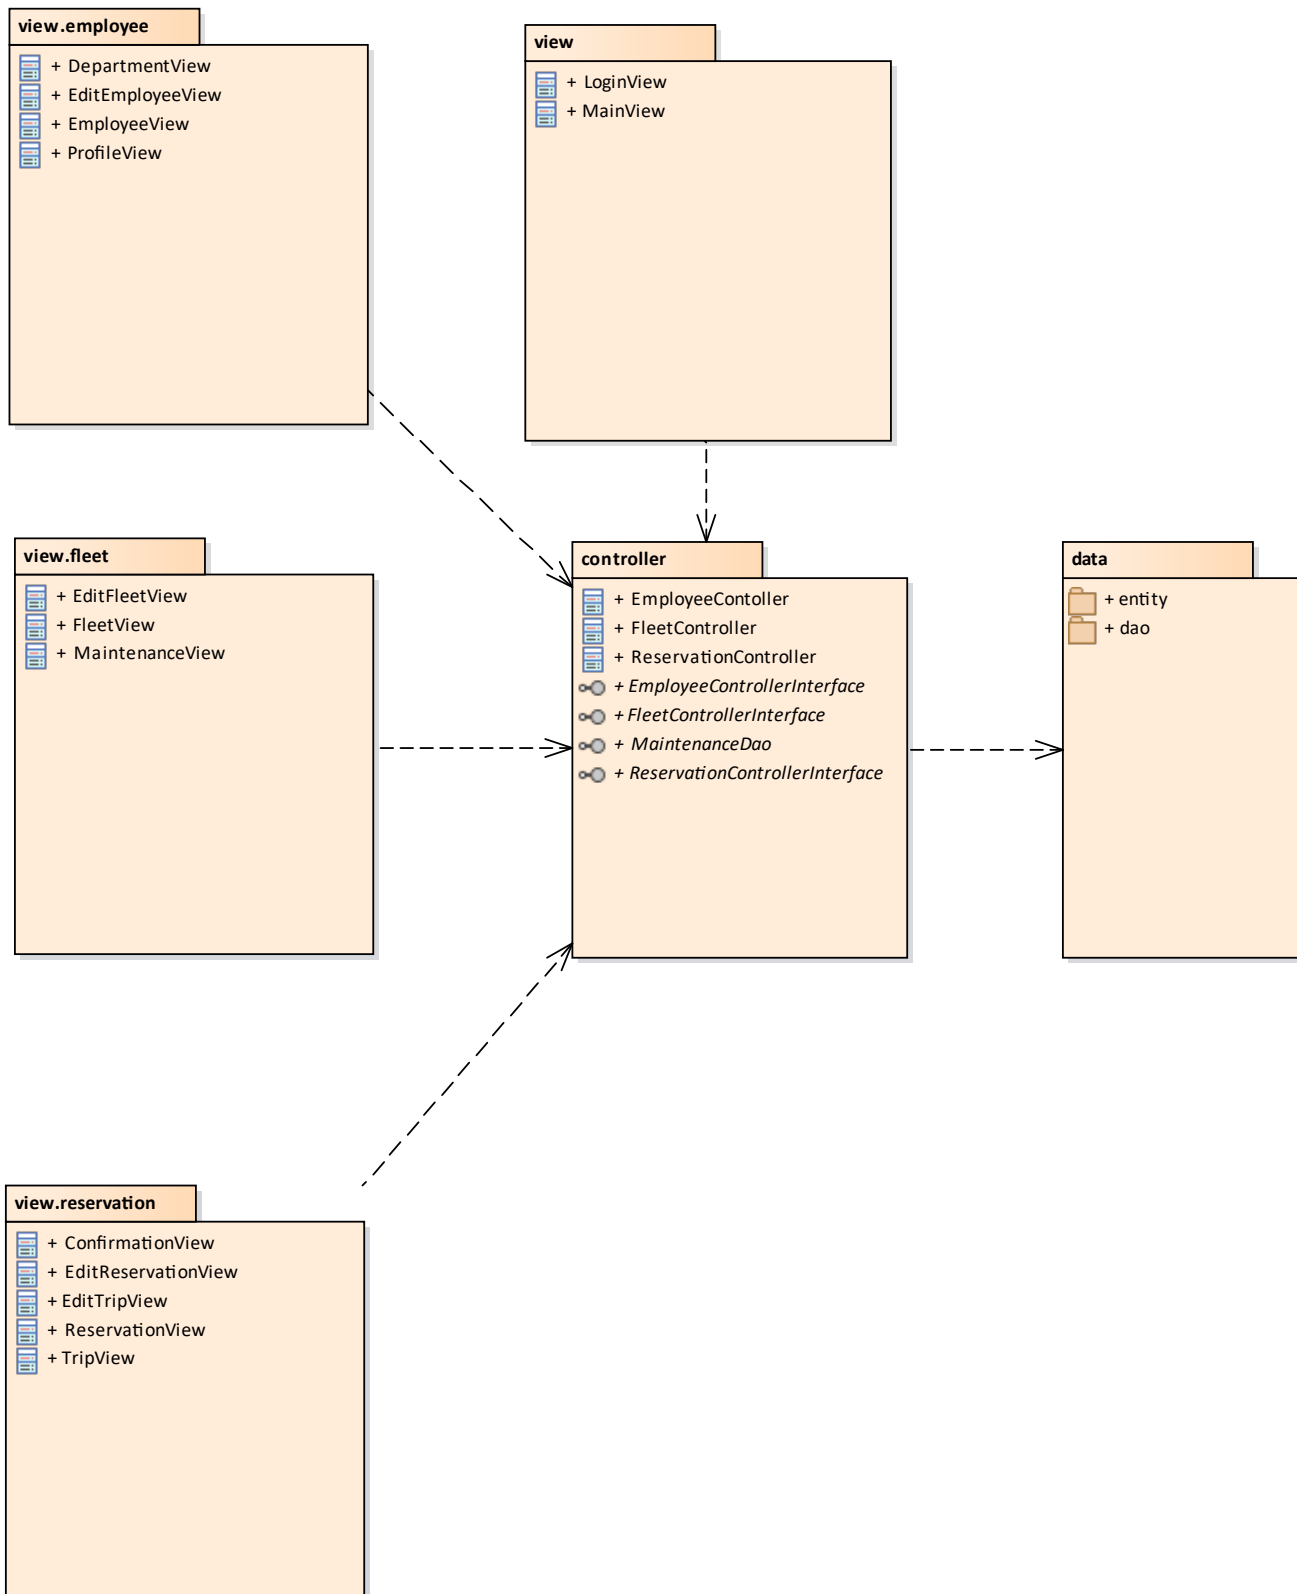 view.employee
+ DepartmentView
+ EditEmployeeView
+ EmployeeView
+ ProfileView
view
+ LoginView
+ MainView
view.fleet
+ EditFleetView
+ FleetView
+ MaintenanceView
controller
+ EmployeeContoller
+ FleetController
+ ReservationController
+ EmployeeControllerInterface
+ FleetControllerInterface
+ MaintenanceDao
+ ReservationControllerInterface
data
+ entity
+ dao
view.reservation
+ ConfirmationView
+ EditReservationView
+ EditTripView
+ ReservationView
+ TripView